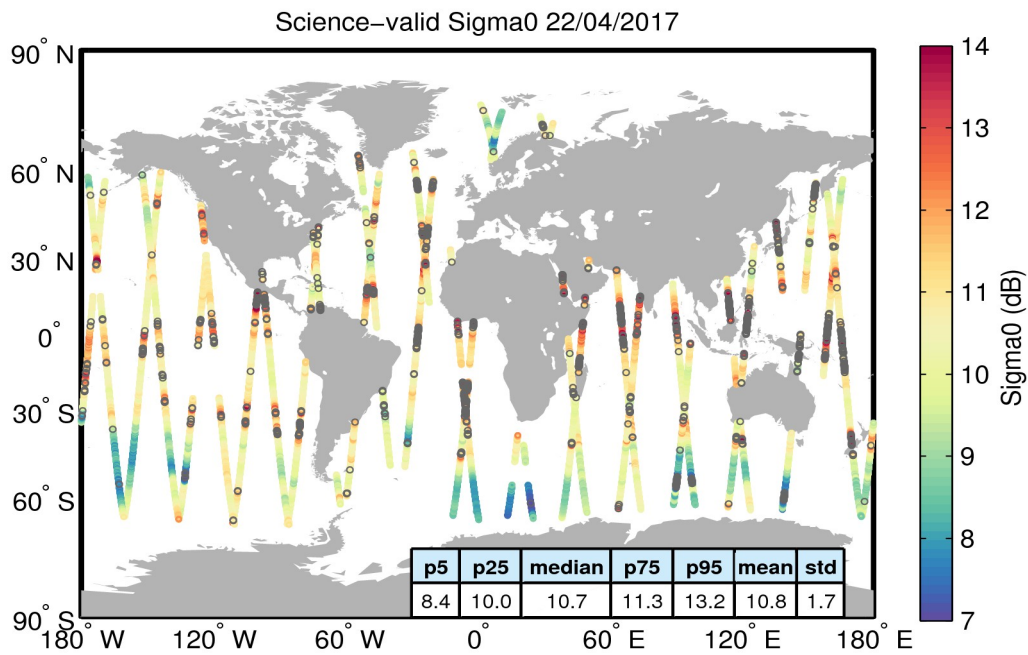 Science−valid Sigma0 22/04/2017
90° N
60° N
30° N
0°
30° S
60° S
90° S
180° W
120° W
60° W
0°
60° E
120° E
180° E
p5 p25 median p75 p95 mean std
8.4 10.0 10.7 11.3 13.2 10.8 1.7
14
13
12
11
10
9
8
7
Sigma0 (dB)